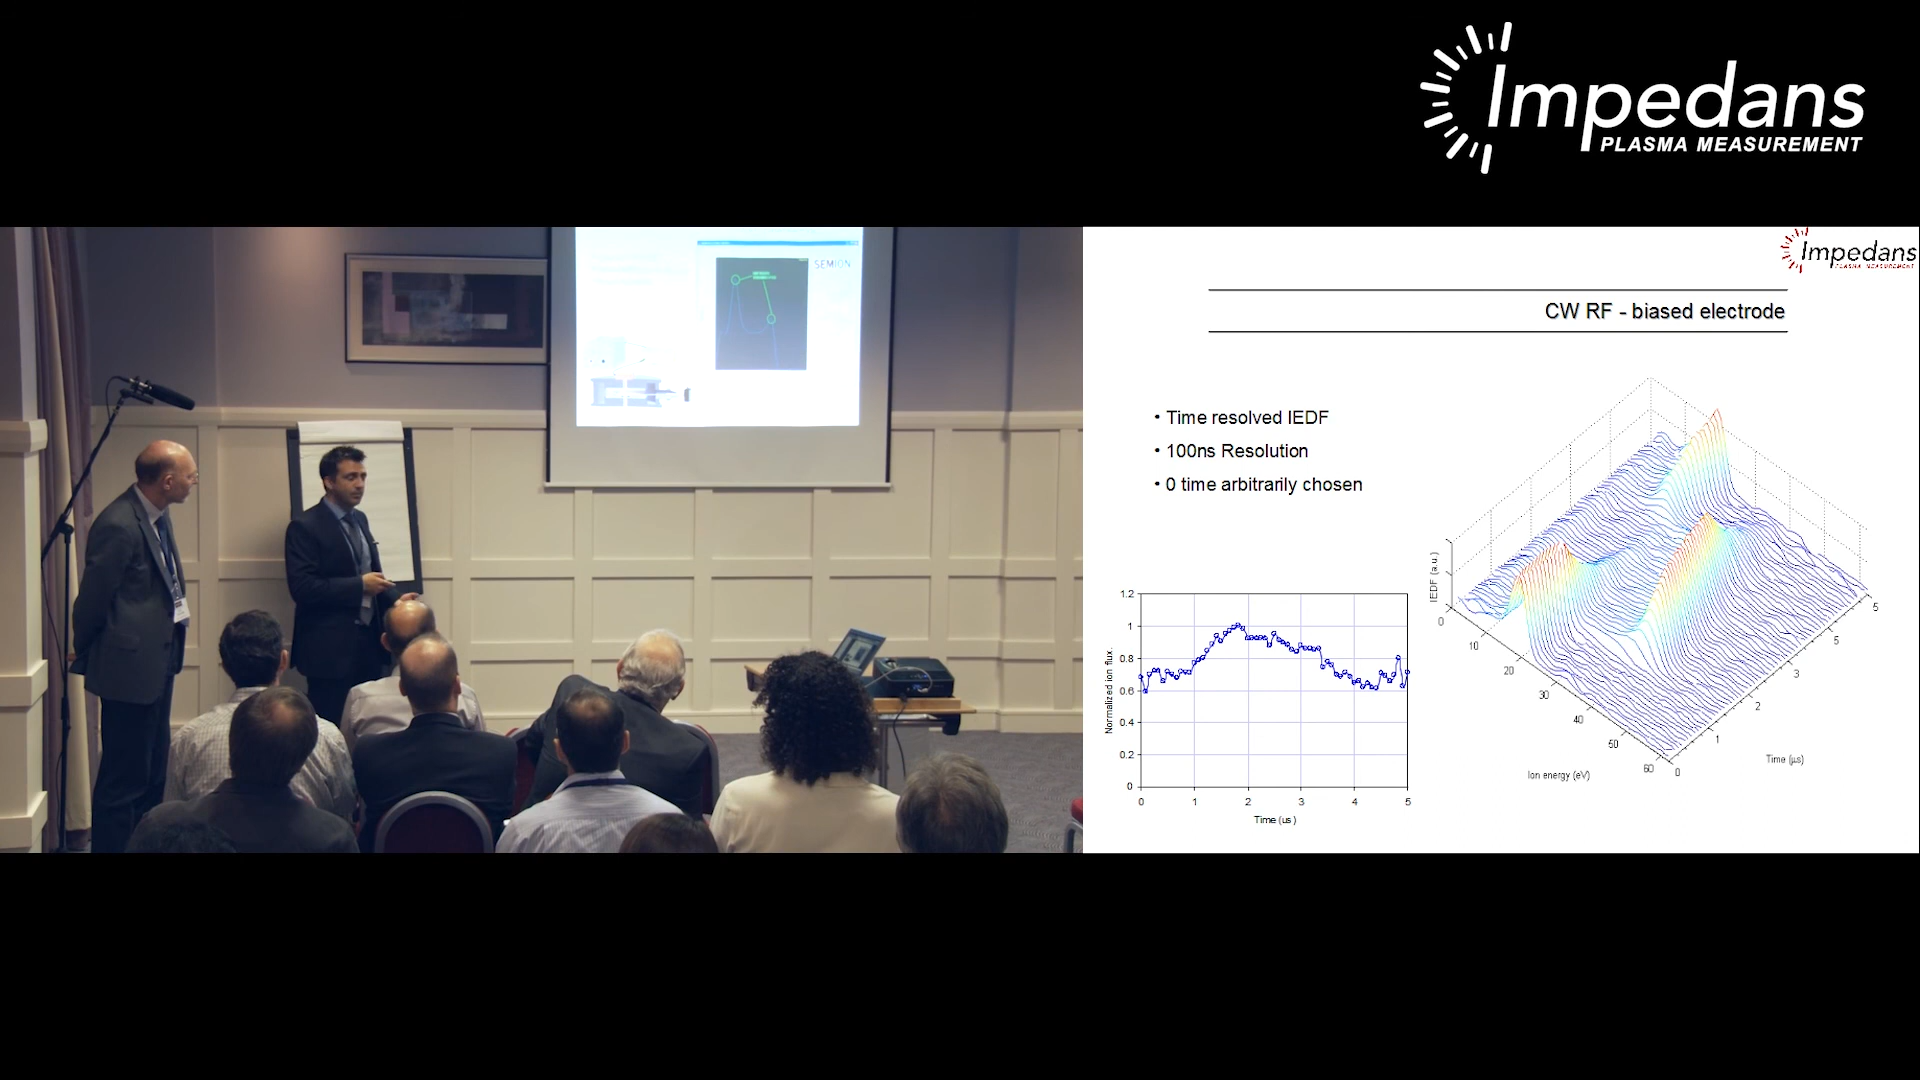 Impedans
PLASMA MEASUREMENT
SEMION
Impedans
PLASMA MEASUREMENT
CW RF - biased electrode
• Time resolved IEDF
• 100ns Resolution
• 0 time arbitrarily chosen
1.2
1
0.8
0.6
0.4
0.2
0
Normalized ion flux.
0 1 2 3 4 5
Time (us)
IEDF (a.u.)
0
10
20
30
40
50
60
Ion energy (eV)
0
1
2
3
5
5
Time (μs)